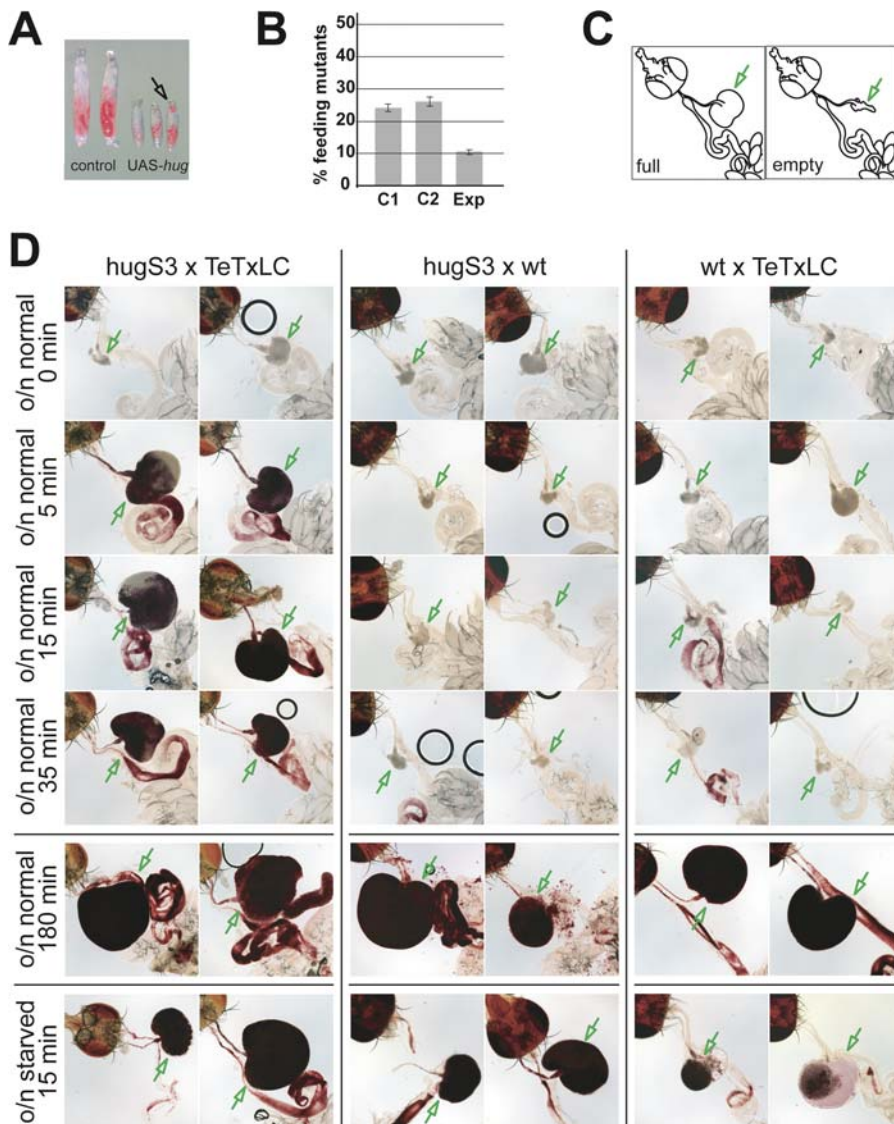 A
control
UAS-hug
B
% feeding mutants
50
40
30
20
10
0
C1
C2
Exp
C
full
empty
D
hugS3 x TeTxLC
hugS3 x wt
wt x TeTxLC
o/n normal
0 min
o/n normal
5 min
o/n normal
15 min
o/n normal
35 min
o/n normal
180 min
o/n starved
15 min